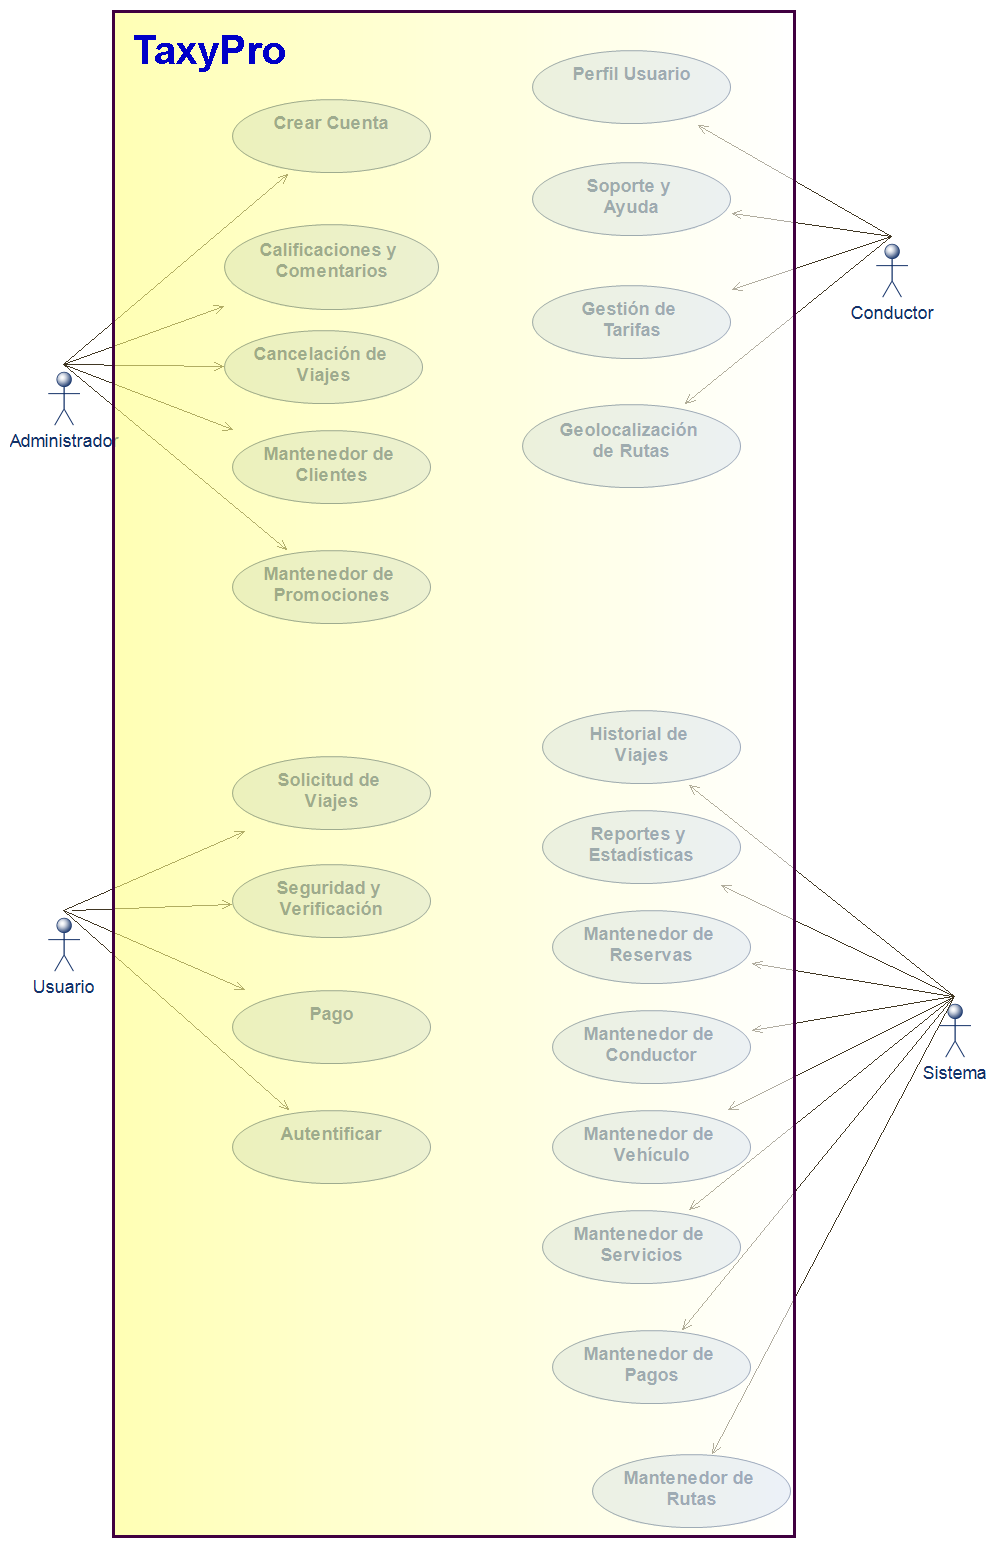 TaxyPro
Crear Cuenta
Calificaciones y
Comentarios
Cancelación de
Viajes
Mantenedor de
Clientes
Mantenedor de
Promociones
Administrador
Perfil Usuario
Soporte y
Ayuda
Gestión de
Tarifas
Geolocalización
de Rutas
Conductor
Solicitud de
Viajes
Seguridad y
Verificación
Pago
Autentificar
Usuario
Historial de
Viajes
Reportes y
Estadísticas
Mantenedor de
Reservas
Mantenedor de
Conductor
Mantenedor de
Vehículo
Mantenedor de
Servicios
Mantenedor de
Pagos
Mantenedor de
Rutas
Sistema